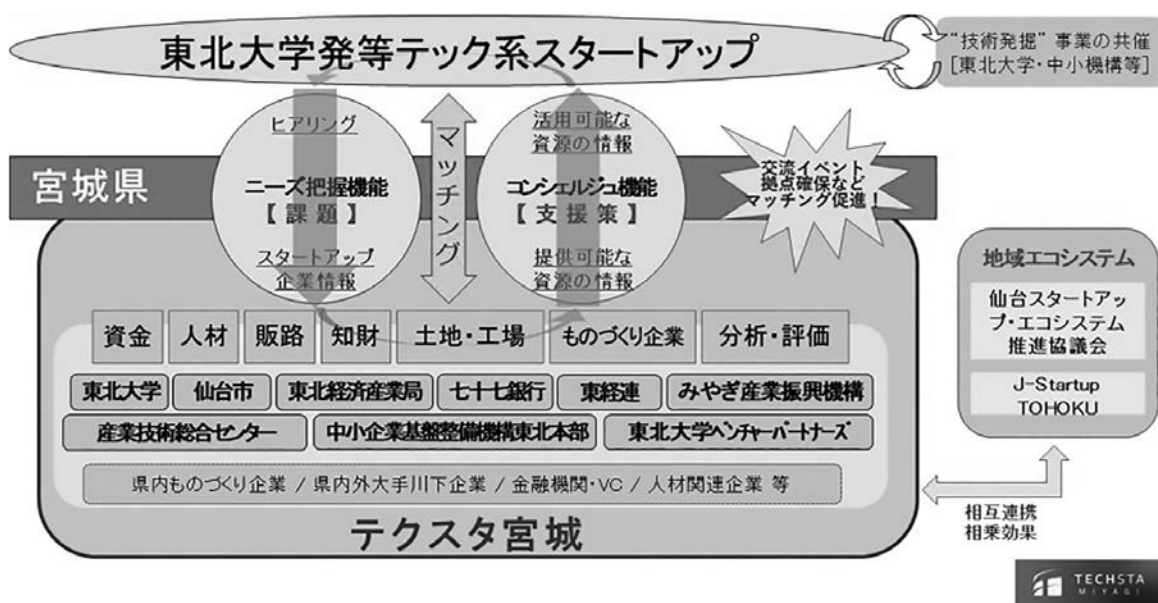 東北大学発等テック系スタートアップ
“技術発掘”事業の共催
[東北大学・中小機構等]
ヒアリング
ニーズ把握機能
【課題】
スタートアップ
企業情報
マッチング
活用可能な
資源の情報
コンシェルジュ機能
【支援策】
提供可能な
資源の情報
交流イベント
拠点確保など
マッチング促進！
宮城県
資金
人材
販路
知財
土地・工場
ものづくり企業
分析・評価
東北大学
仙台市
東北経済産業局
七十七銀行
東経連
みやぎ産業振興機構
産業技術総合センター
中小企業基盤整備機構東北本部
東北大学ベンチャーパートナーズ
県内ものづくり企業 / 県内外大手川下企業 / 金融機関・VC / 人材関連企業 等
テクスタ宮城
地域エコシステム
仙台スタートアッ
プ・エコシステム
推進協議会
J-Startup
TOHOKU
相互連携
相乗効果
TECHSTA
MIYAGI